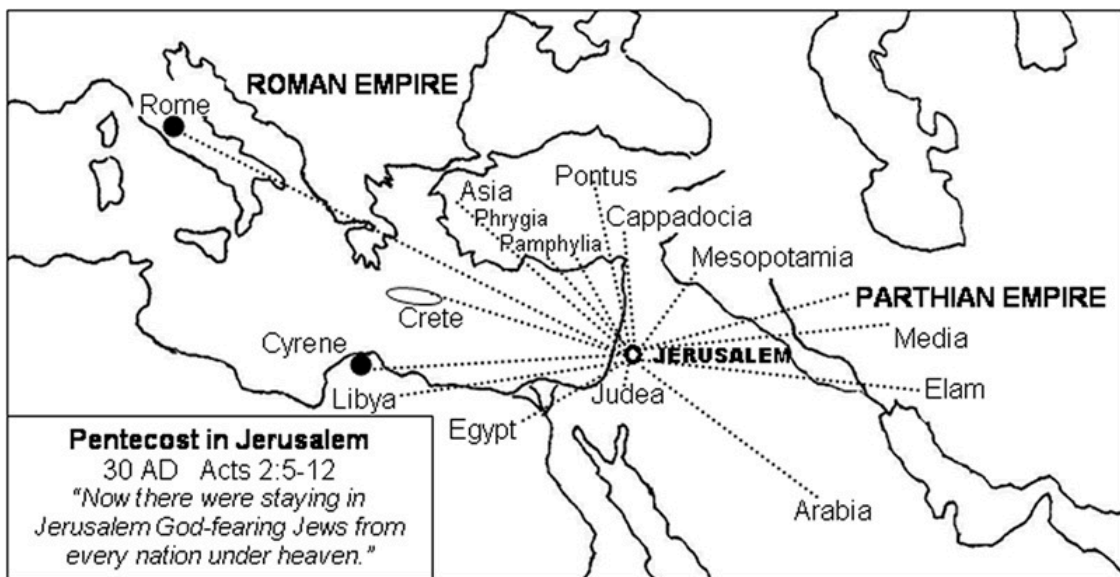 ROMAN EMPIRE
Rome
Pontus
Asia
Phrygia
Cappadocia
Pamphylia
Mesopotamia
PARTHIAN EMPIRE
Crete
Media
Cyrene
JERUSALEM
Judea
Elam
Libya
Egypt
Arabia
Pentecost in Jerusalem
30 AD Acts 2:5-12
"Now there were staying in
Jerusalem God-fearing Jews from
every nation under heaven."